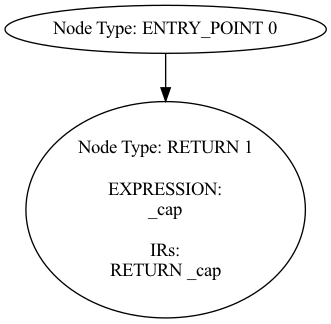 Node Type: ENTRY_POINT 0
Node Type: RETURN 1
EXPRESSION:
_cap
IRs:
RETURN _cap